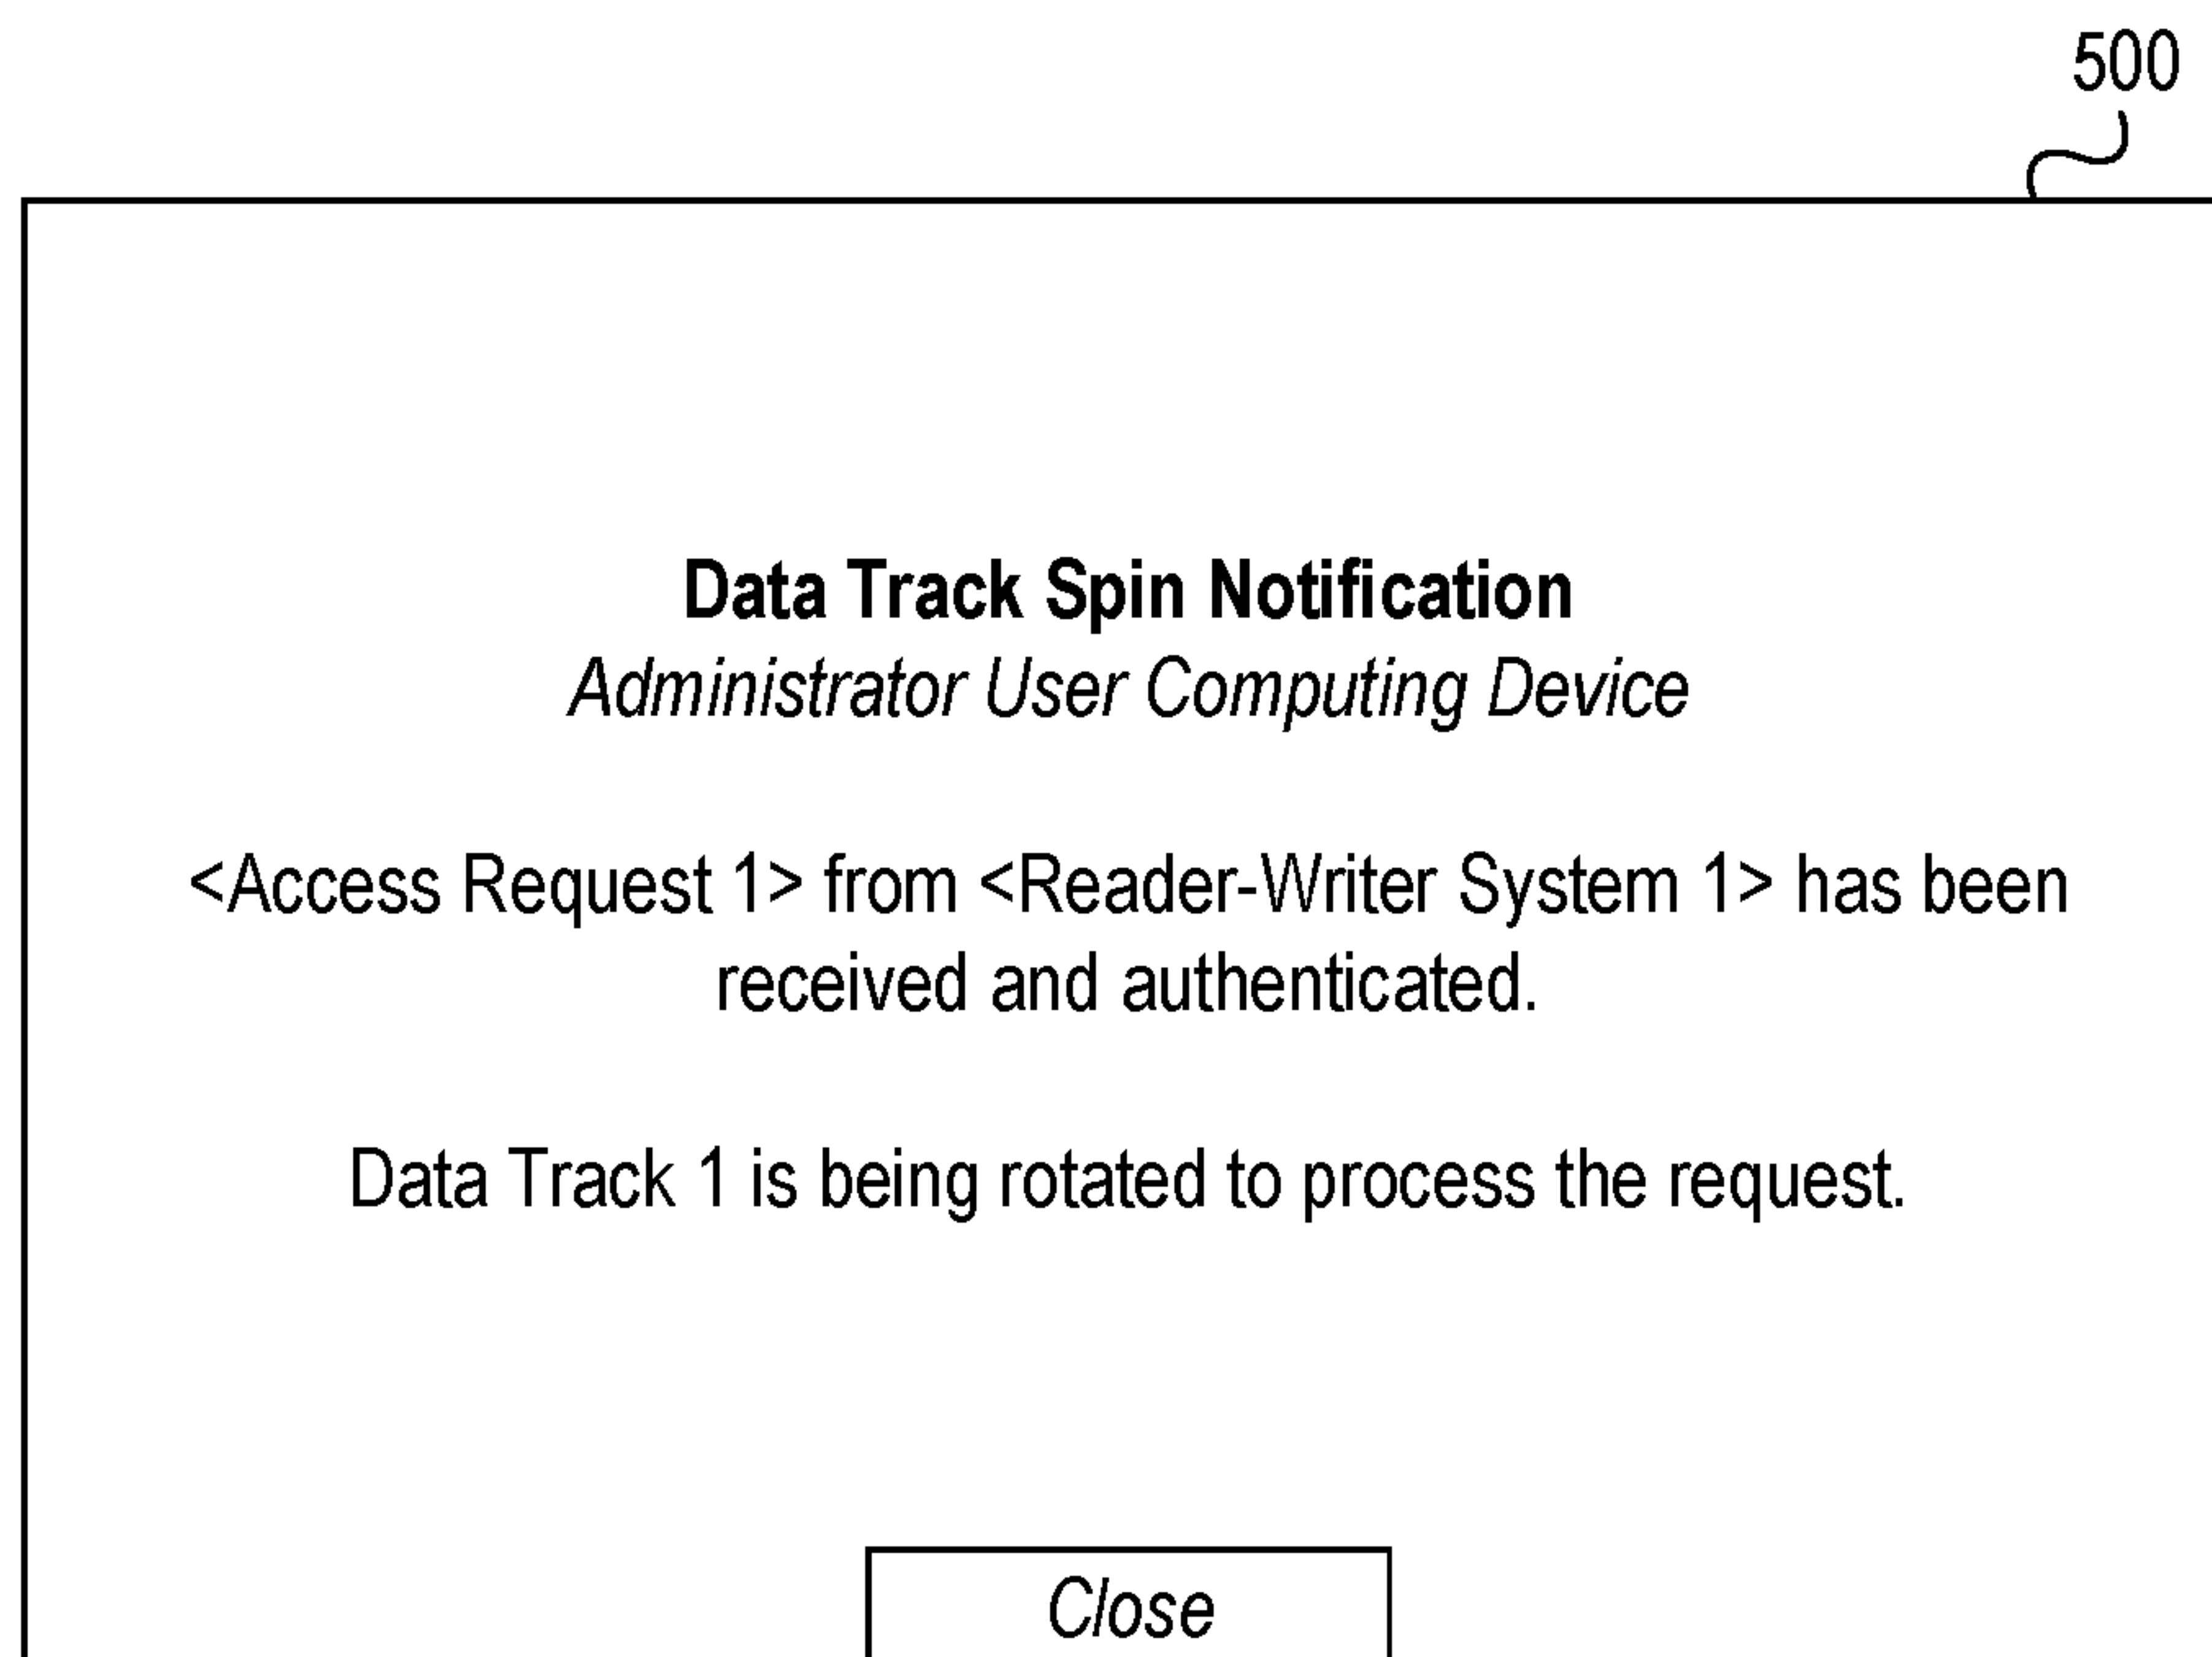 500
Data Track Spin Notification
Administrator User Computing Device
<Access Request 1> from <Reader-Writer System 1> has been
received and authenticated.
Data Track 1 is being rotated to process the request.
Close